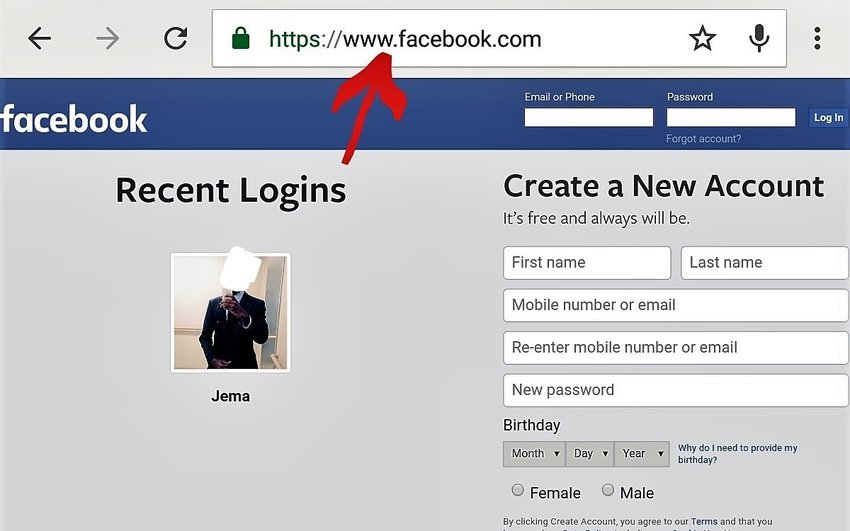 https://www.facebook.com
facebook
Email or Phone
Password
Log In
Forgot account?
Recent Logins
Jema
Create a New Account
It's free and always will be.
First name
Last name
Mobile number or email
Re-enter mobile number or email
New password
Birthday
Month
Day
Year
Why do I need to provide my
birthday?
Female
Male
By clicking Create Account, you agree to our Terms and that you